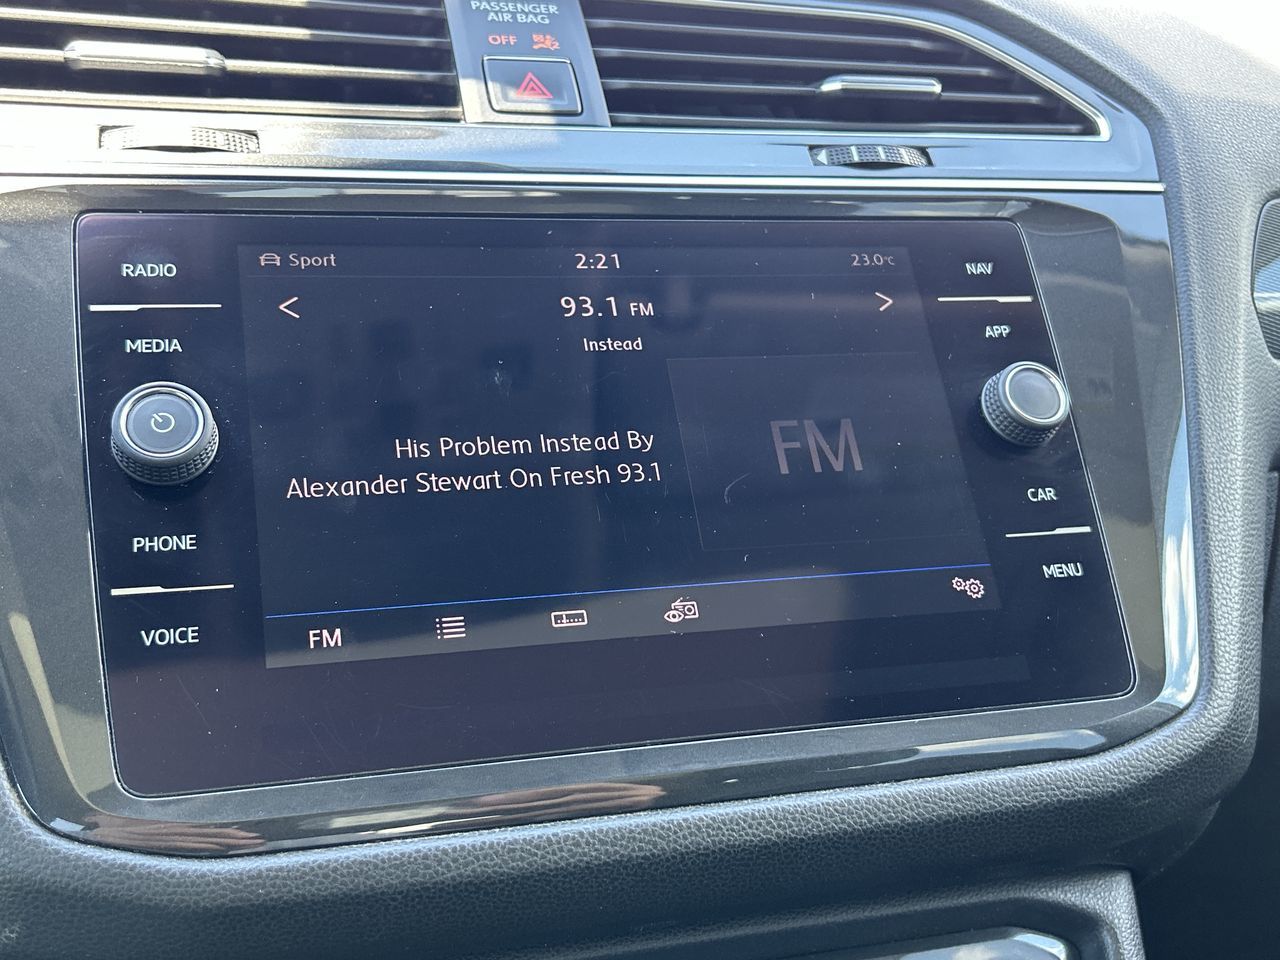 PASSENGER
AIR BAG
OFF
RADIO
MEDIA
PHONE
VOICE
Sport
2:21
23.0°C
93.1 FM
Instead
His Problem Instead By
Alexander Stewart On Fresh 93.1
FM
FM
NAV
APP
CAR
MENU